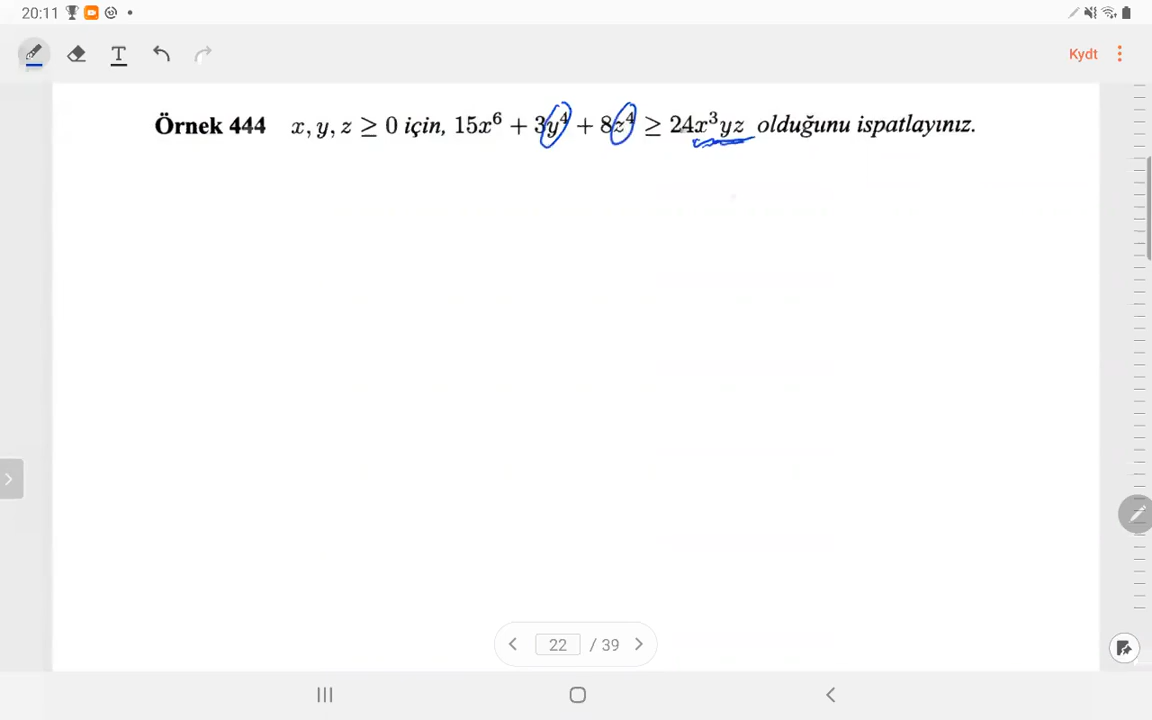 20:11
T
Kydt
Örnek 444 x, y, z ≥ 0 için, 15x⁶ + 3y⁴ + 8z⁴ ≥ 24x³yz olduğunu ispatlayınız.
22 / 39